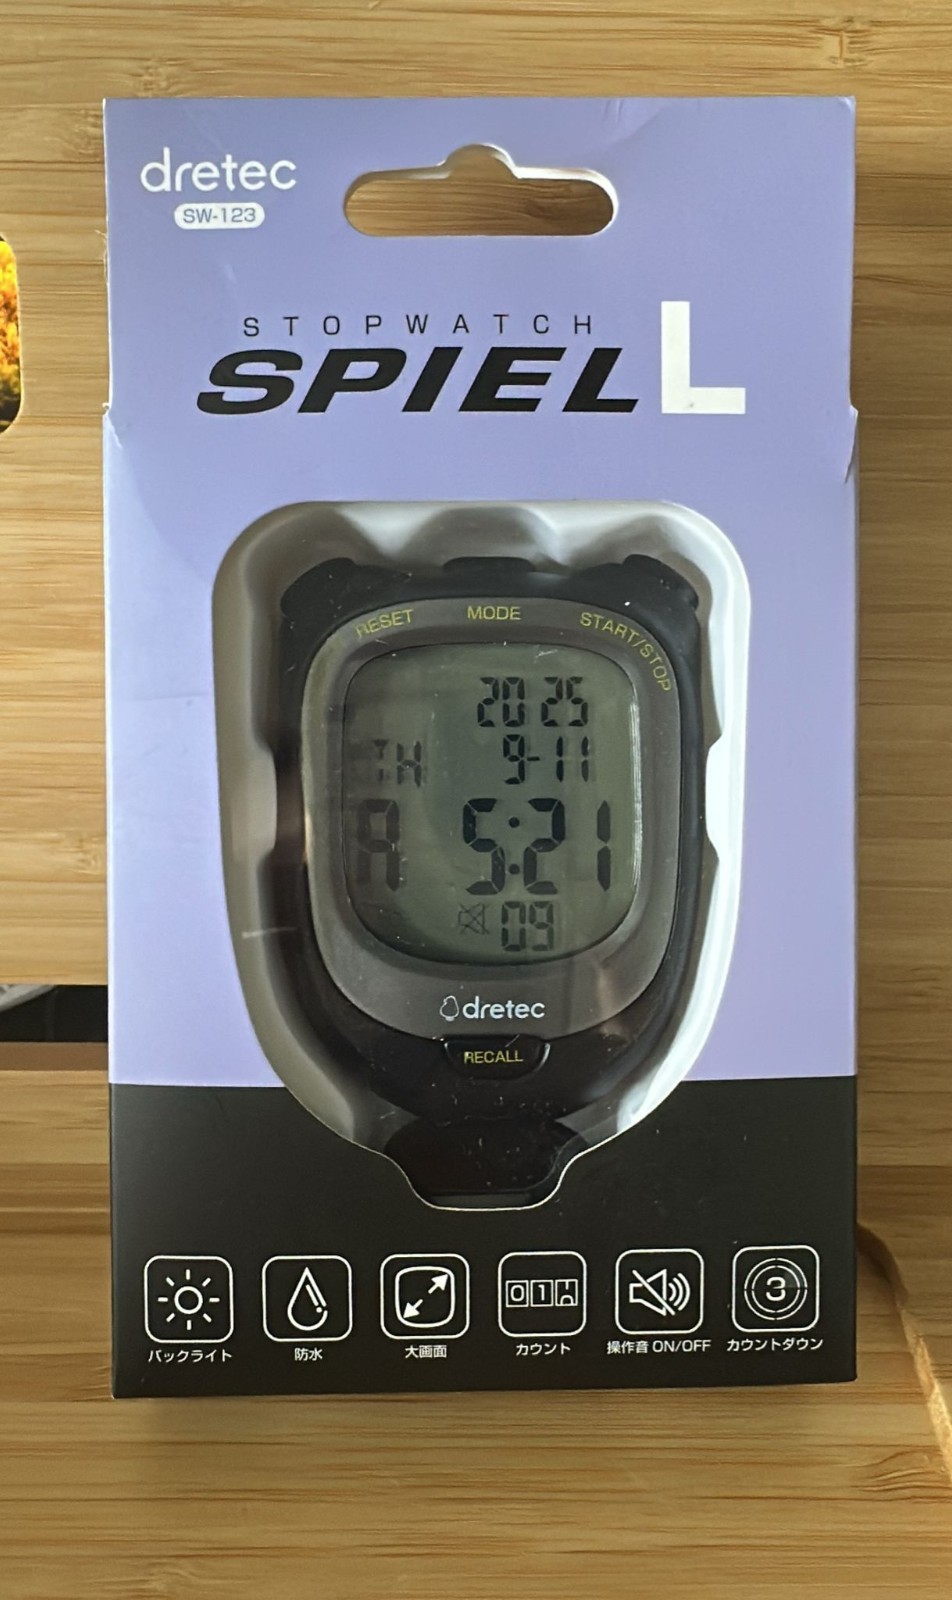 dretec
SW-123
STOPWATCH
SPIEL L
RESET MODE START/STOP
20 25
TH 9-11
A 5:21
09
dretec
RECALL
0 1
3
バックライト 防水 大画面 カウント 操作音 ON/OFF カウントダウン